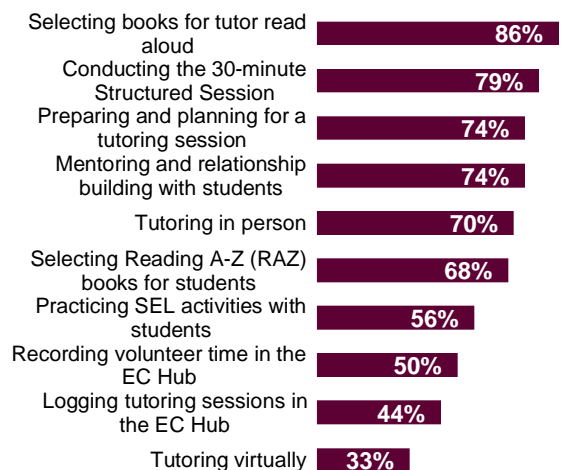 Selecting books for tutor read
aloud
86%
Conducting the 30-minute
Structured Session
79%
Preparing and planning for a
tutoring session
74%
Mentoring and relationship
building with students
74%
Tutoring in person
70%
Selecting Reading A-Z (RAZ)
books for students
68%
Practicing SEL activities with
students
56%
Recording volunteer time in the
EC Hub
50%
Logging tutoring sessions in
the EC Hub
44%
Tutoring virtually
33%